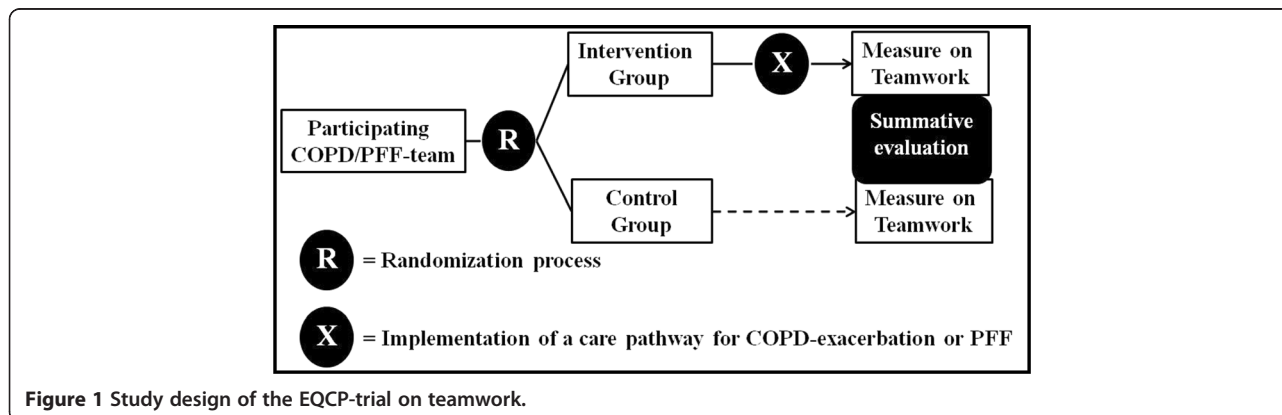 Intervention
Group
X
Measure on
Teamwork
Participating
COPD/PFF-team
R
Summative
evaluation
Control
Group
Measure on
Teamwork
R = Randomization process
X = Implementation of a care pathway for COPD-exacerbation or PFF
Figure 1 Study design of the EQCP-trial on teamwork.